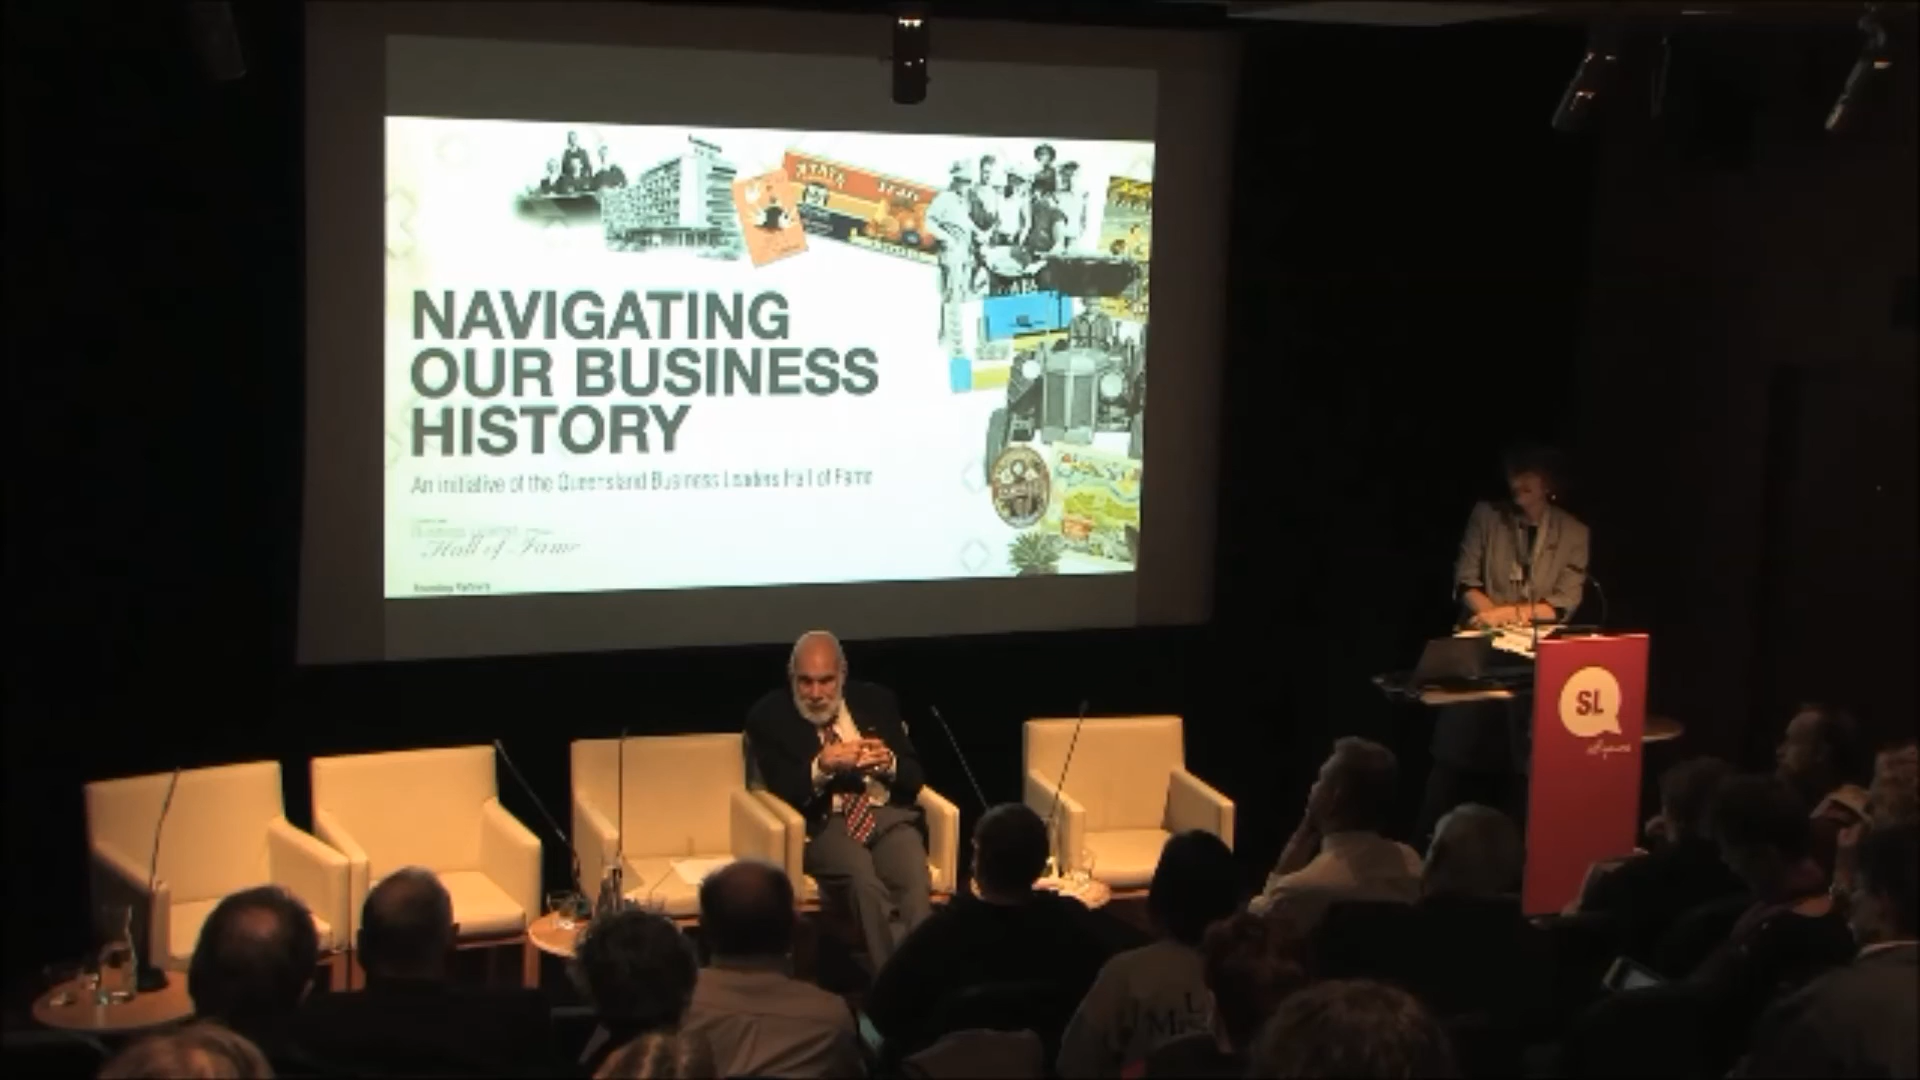 NAVIGATING
OUR BUSINESS
HISTORY
An initiative of the Queensland Business Leaders Hall of Fame
Hall of Fame
SL